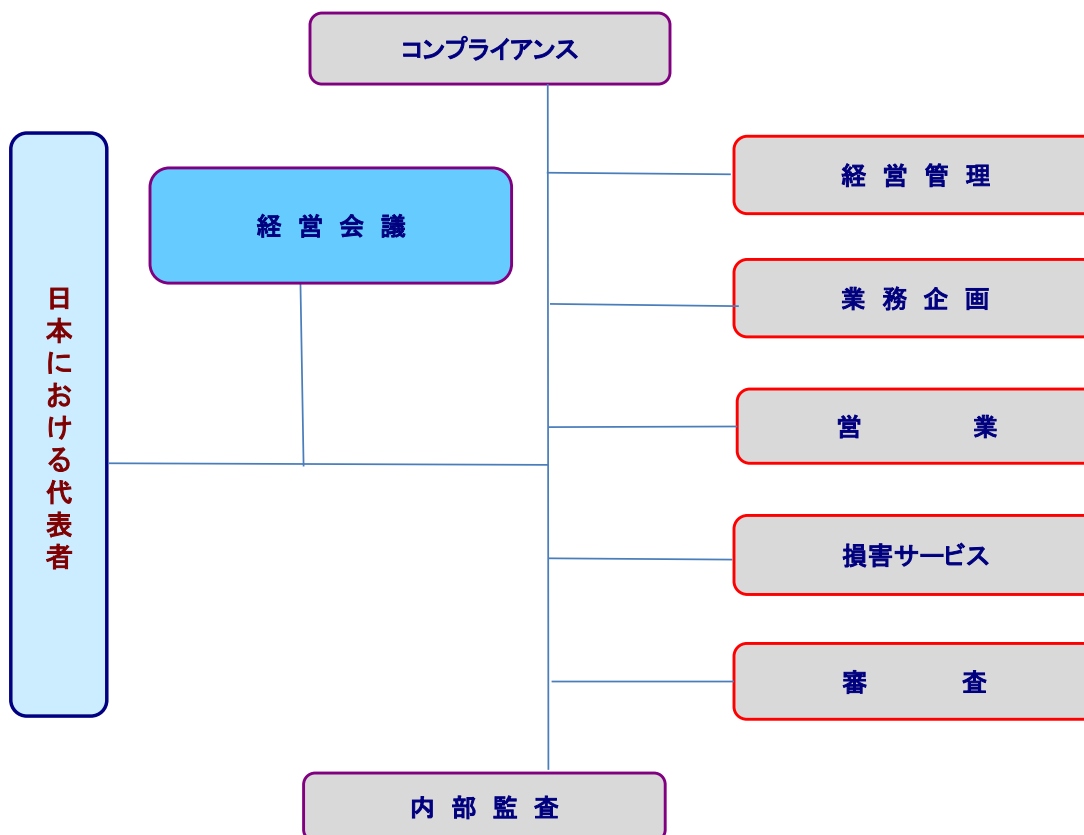 コンプライアンス
経 営 管 理
経 営 会 議
業 務 企 画
日本における代表者
営 業
損害サービス
審 査
内 部 監 査